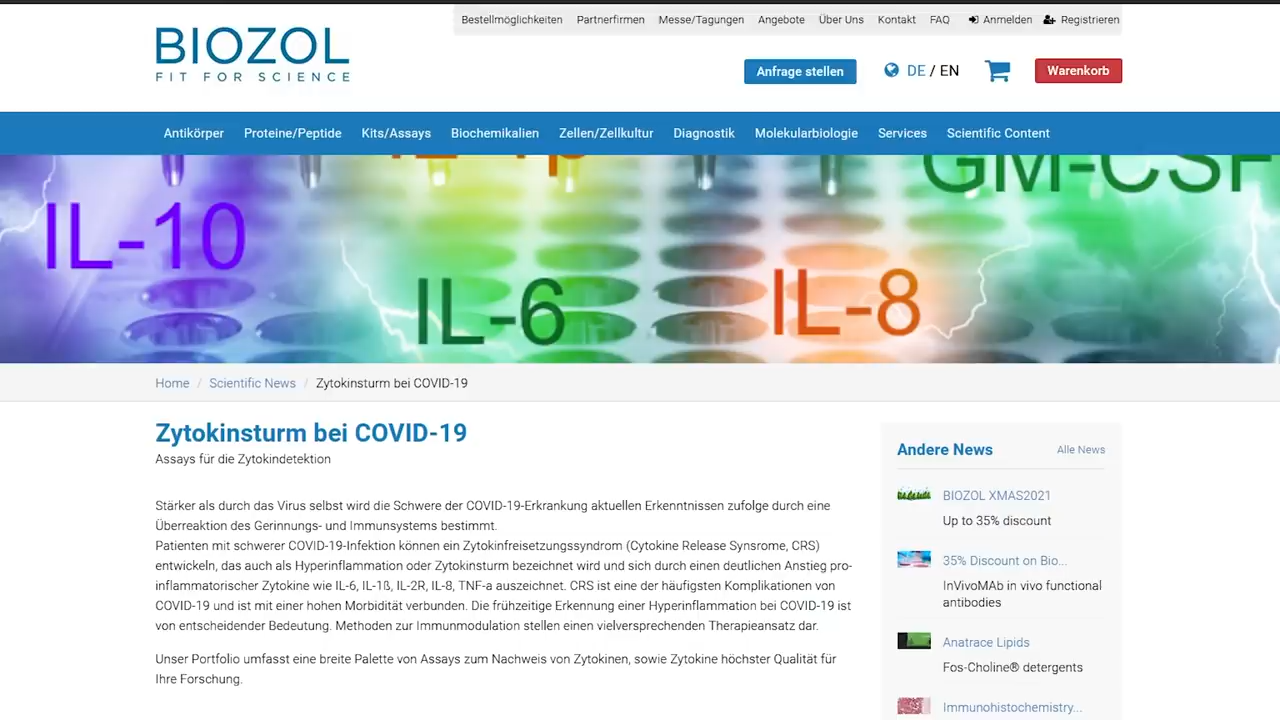 Bestellmöglichkeiten Partnerfirmen Messe/Tagungen Angebote Über Uns Kontakt FAQ Anmelden Registrieren
BIOZOL
FIT FOR SCIENCE
Anfrage stellen DE / EN Warenkorb
Antikörper Proteine/Peptide Kits/Assays Biochemikalien Zellen/Zellkultur Diagnostik Molekularbiologie Services Scientific Content
IL-1β
GM-CSF
IL-10
IL-6
IL-8
Home / Scientific News / Zytokinsturm bei COVID-19
Zytokinsturm bei COVID-19
Assays für die Zytokindetektion
Stärker als durch das Virus selbst wird die Schwere der COVID-19-Erkrankung aktuellen Erkenntnissen zufolge durch eine
Überreaktion des Gerinnungs- und Immunsystems bestimmt.
Patienten mit schwerer COVID-19-Infektion können ein Zytokinfreisetzungssyndrom (Cytokine Release Synsrome, CRS)
entwickeln, das auch als Hyperinflammation oder Zytokinsturm bezeichnet wird und sich durch einen deutlichen Anstieg pro-
inflammatorischer Zytokine wie IL-6, IL-1ß, IL-2R, IL-8, TNF-a auszeichnet. CRS ist eine der häufigsten Komplikationen von
COVID-19 und ist mit einer hohen Morbidität verbunden. Die frühzeitige Erkennung einer Hyperinflammation bei COVID-19 ist
von entscheidender Bedeutung. Methoden zur Immunmodulation stellen einen vielversprechenden Therapieansatz dar.
Unser Portfolio umfasst eine breite Palette von Assays zum Nachweis von Zytokinen, sowie Zytokine höchster Qualität für
Ihre Forschung.
Andere News Alle News
BIOZOL XMAS2021
Up to 35% discount
35% Discount on Bio...
InVivoMAb in vivo functional
antibodies
Anatrace Lipids
Fos-Choline® detergents
Immunohistochemistry...